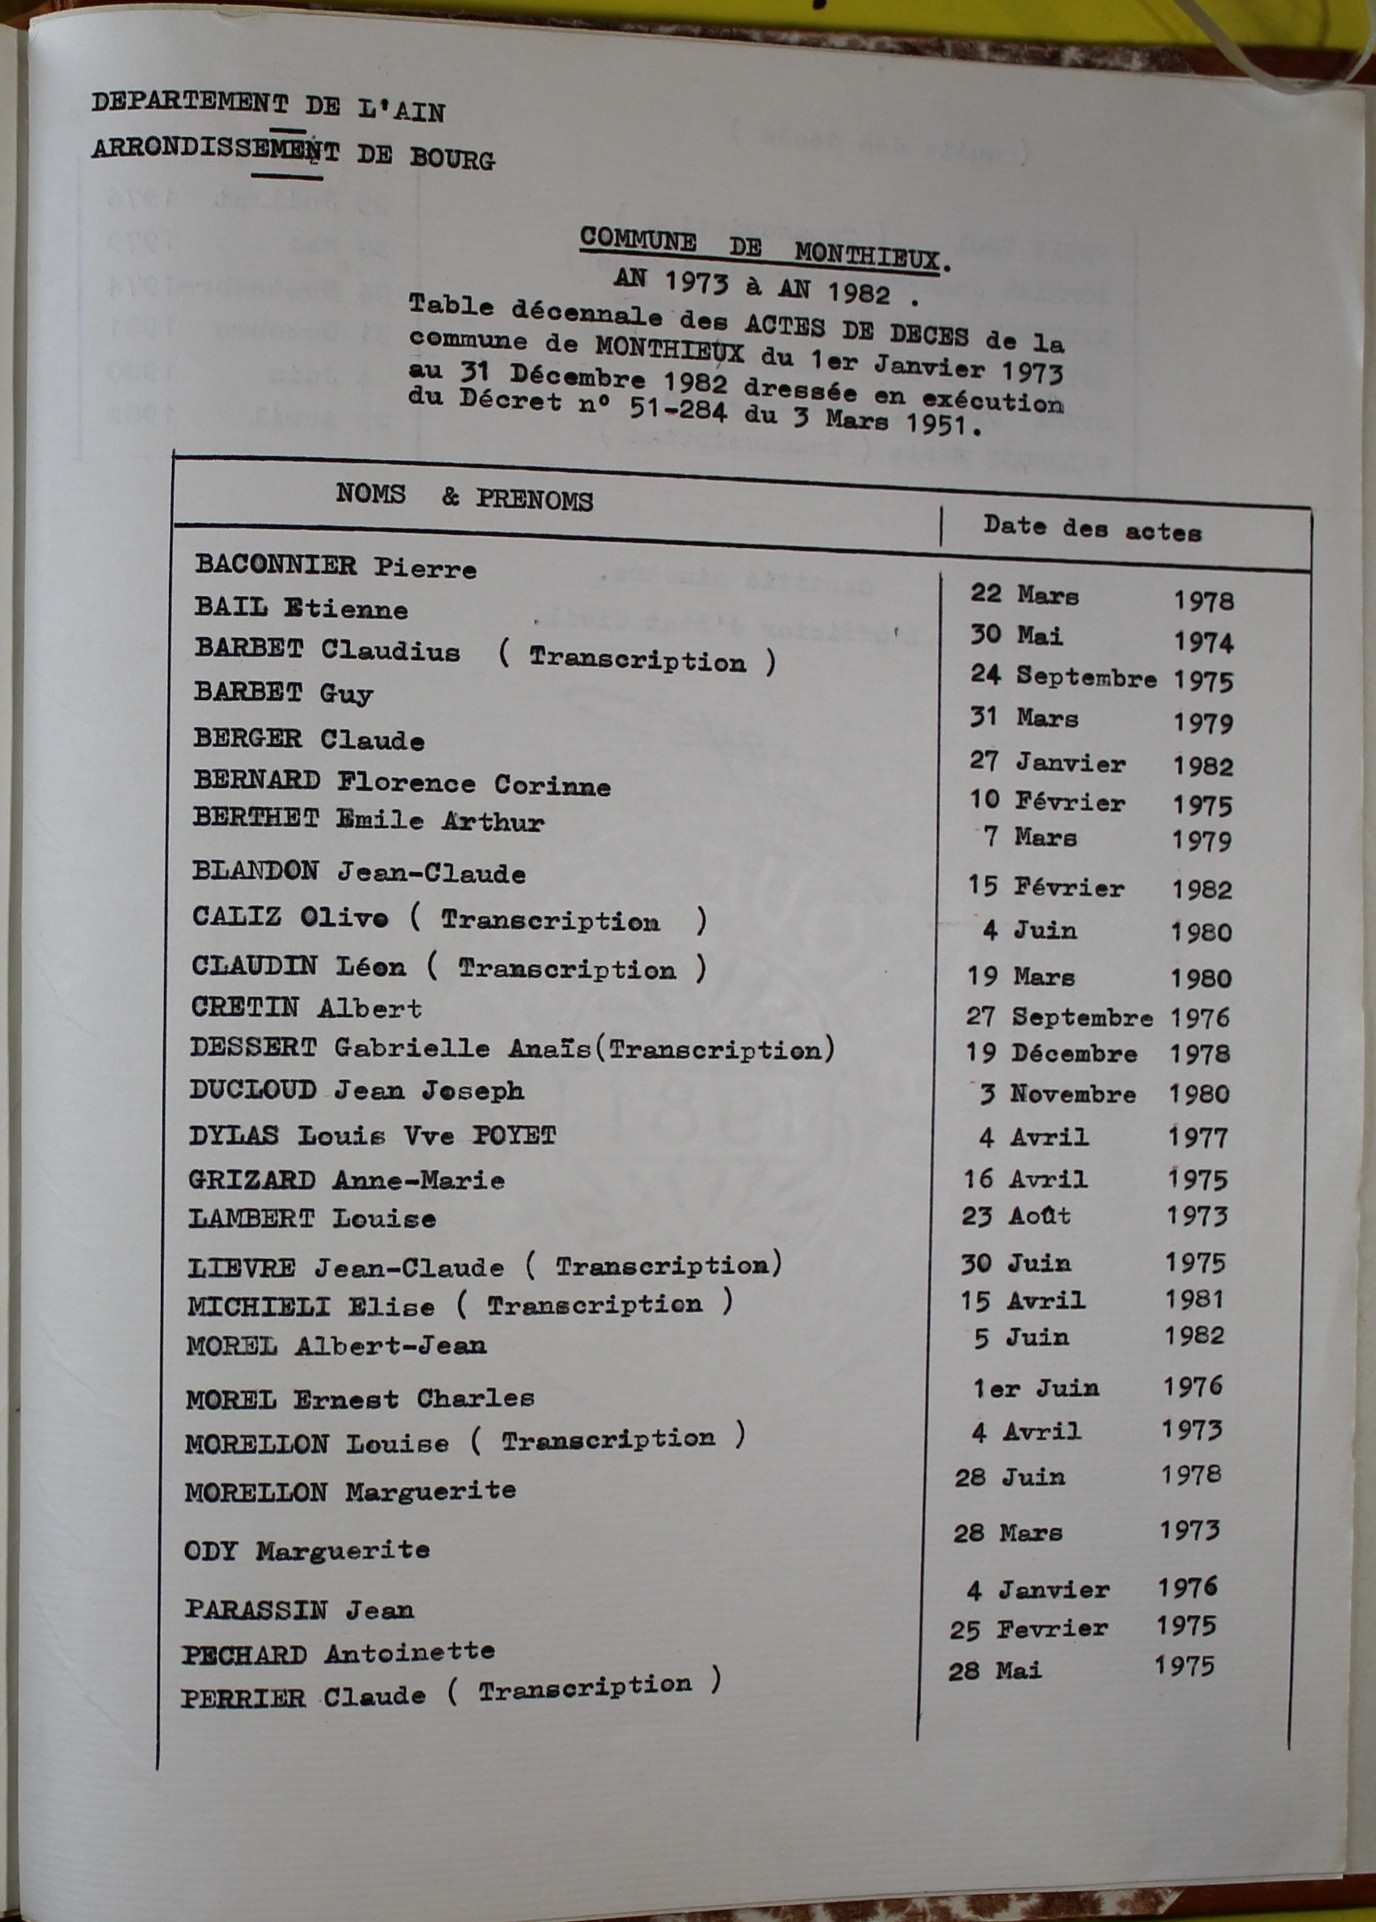 DEPARTEMENT DE L'AIN
ARRONDISSEMENT DE BOURG
COMMUNE DE MONTHIEUX.
AN 1973 à AN 1982 .
Table décennale des ACTES DE DECES de la
commune de MONTHIEUX du 1er Janvier 1973
au 31 Décembre 1982 dressée en exécution
du Décret n° 51-284 du 3 Mars 1951.
NOMS & PRENOMS Date des actes
BACONNIER Pierre 22 Mars 1978
BAIL Etienne 30 Mai 1974
BARBET Claudius ( Transcription ) 24 Septembre 1975
BARBET Guy 31 Mars 1979
BERGER Claude 27 Janvier 1982
BERNARD Florence Corinne 10 Février 1975
BERTHET Emile Arthur 7 Mars 1979
BLANDON Jean-Claude 15 Février 1982
CALIZ Olivo ( Transcription ) 4 Juin 1980
CLAUDIN Léon ( Transcription ) 19 Mars 1980
CRETIN Albert 27 Septembre 1976
DESSERT Gabrielle Anaïs(Transcription) 19 Décembre 1978
DUCLOUD Jean Joseph 3 Novembre 1980
DYLAS Louis Vve POYET 4 Avril 1977
GRIZARD Anne-Marie 16 Avril 1975
LAMBERT Louise 23 Août 1973
LIEVRE Jean-Claude ( Transcription) 30 Juin 1975
MICHIELI Elise ( Transcription ) 15 Avril 1981
MOREL Albert-Jean 5 Juin 1982
MOREL Ernest Charles 1er Juin 1976
MORELLON Louise ( Transcription ) 4 Avril 1973
MORELLON Marguerite 28 Juin 1978
ODY Marguerite 28 Mars 1973
PARASSIN Jean 4 Janvier 1976
PECHARD Antoinette 25 Fevrier 1975
PERRIER Claude ( Transcription ) 28 Mai 1975